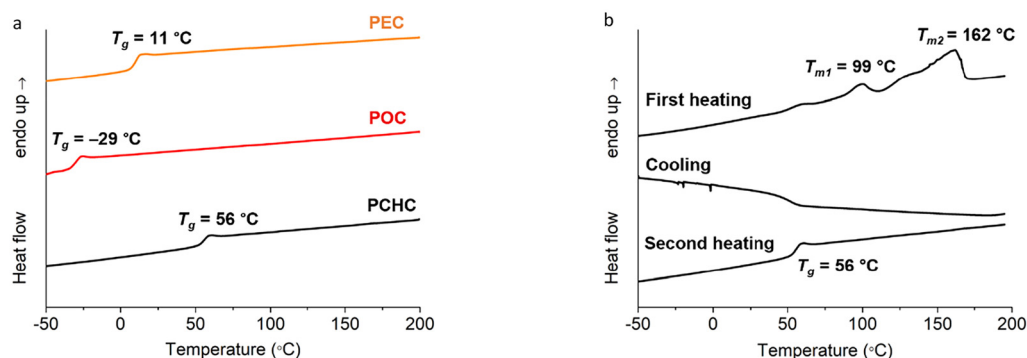 a
PEC
Tg = 11 °C
POC
Tg = –29 °C
PCHC
Tg = 56 °C
Heat flow
endo up →
-50 0 50 100 150 200
Temperature (°C)
b
Tm2 = 162 °C
Tm1 = 99 °C
First heating
Cooling
Second heating
Tg = 56 °C
Heat flow
endo up →
-50 0 50 100 150 200
Temperature (°C)